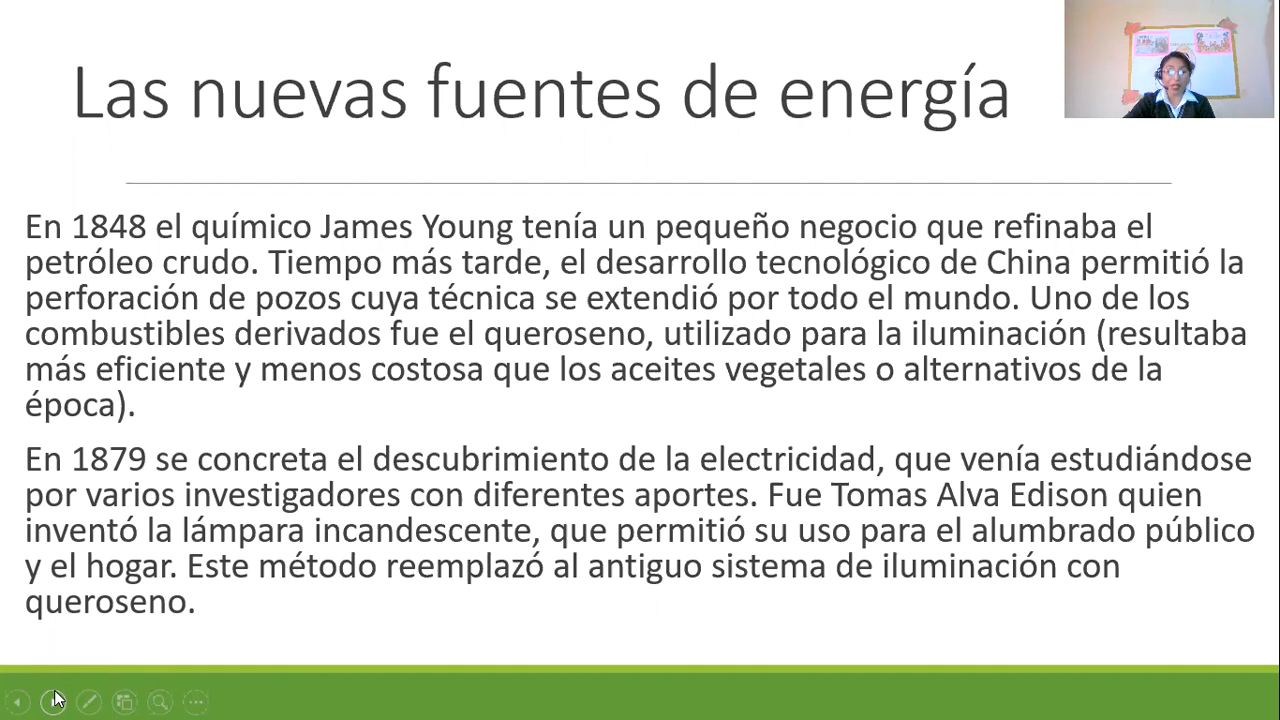 Las nuevas fuentes de energía
En 1848 el químico James Young tenía un pequeño negocio que refinaba el
petróleo crudo. Tiempo más tarde, el desarrollo tecnológico de China permitió la
perforación de pozos cuya técnica se extendió por todo el mundo. Uno de los
combustibles derivados fue el queroseno, utilizado para la iluminación (resultaba
más eficiente y menos costosa que los aceites vegetales o alternativos de la
época).
En 1879 se concreta el descubrimiento de la electricidad, que venía estudiándose
por varios investigadores con diferentes aportes. Fue Tomas Alva Edison quien
inventó la lámpara incandescente, que permitió su uso para el alumbrado público
y el hogar. Este método reemplazó al antiguo sistema de iluminación con
queroseno.